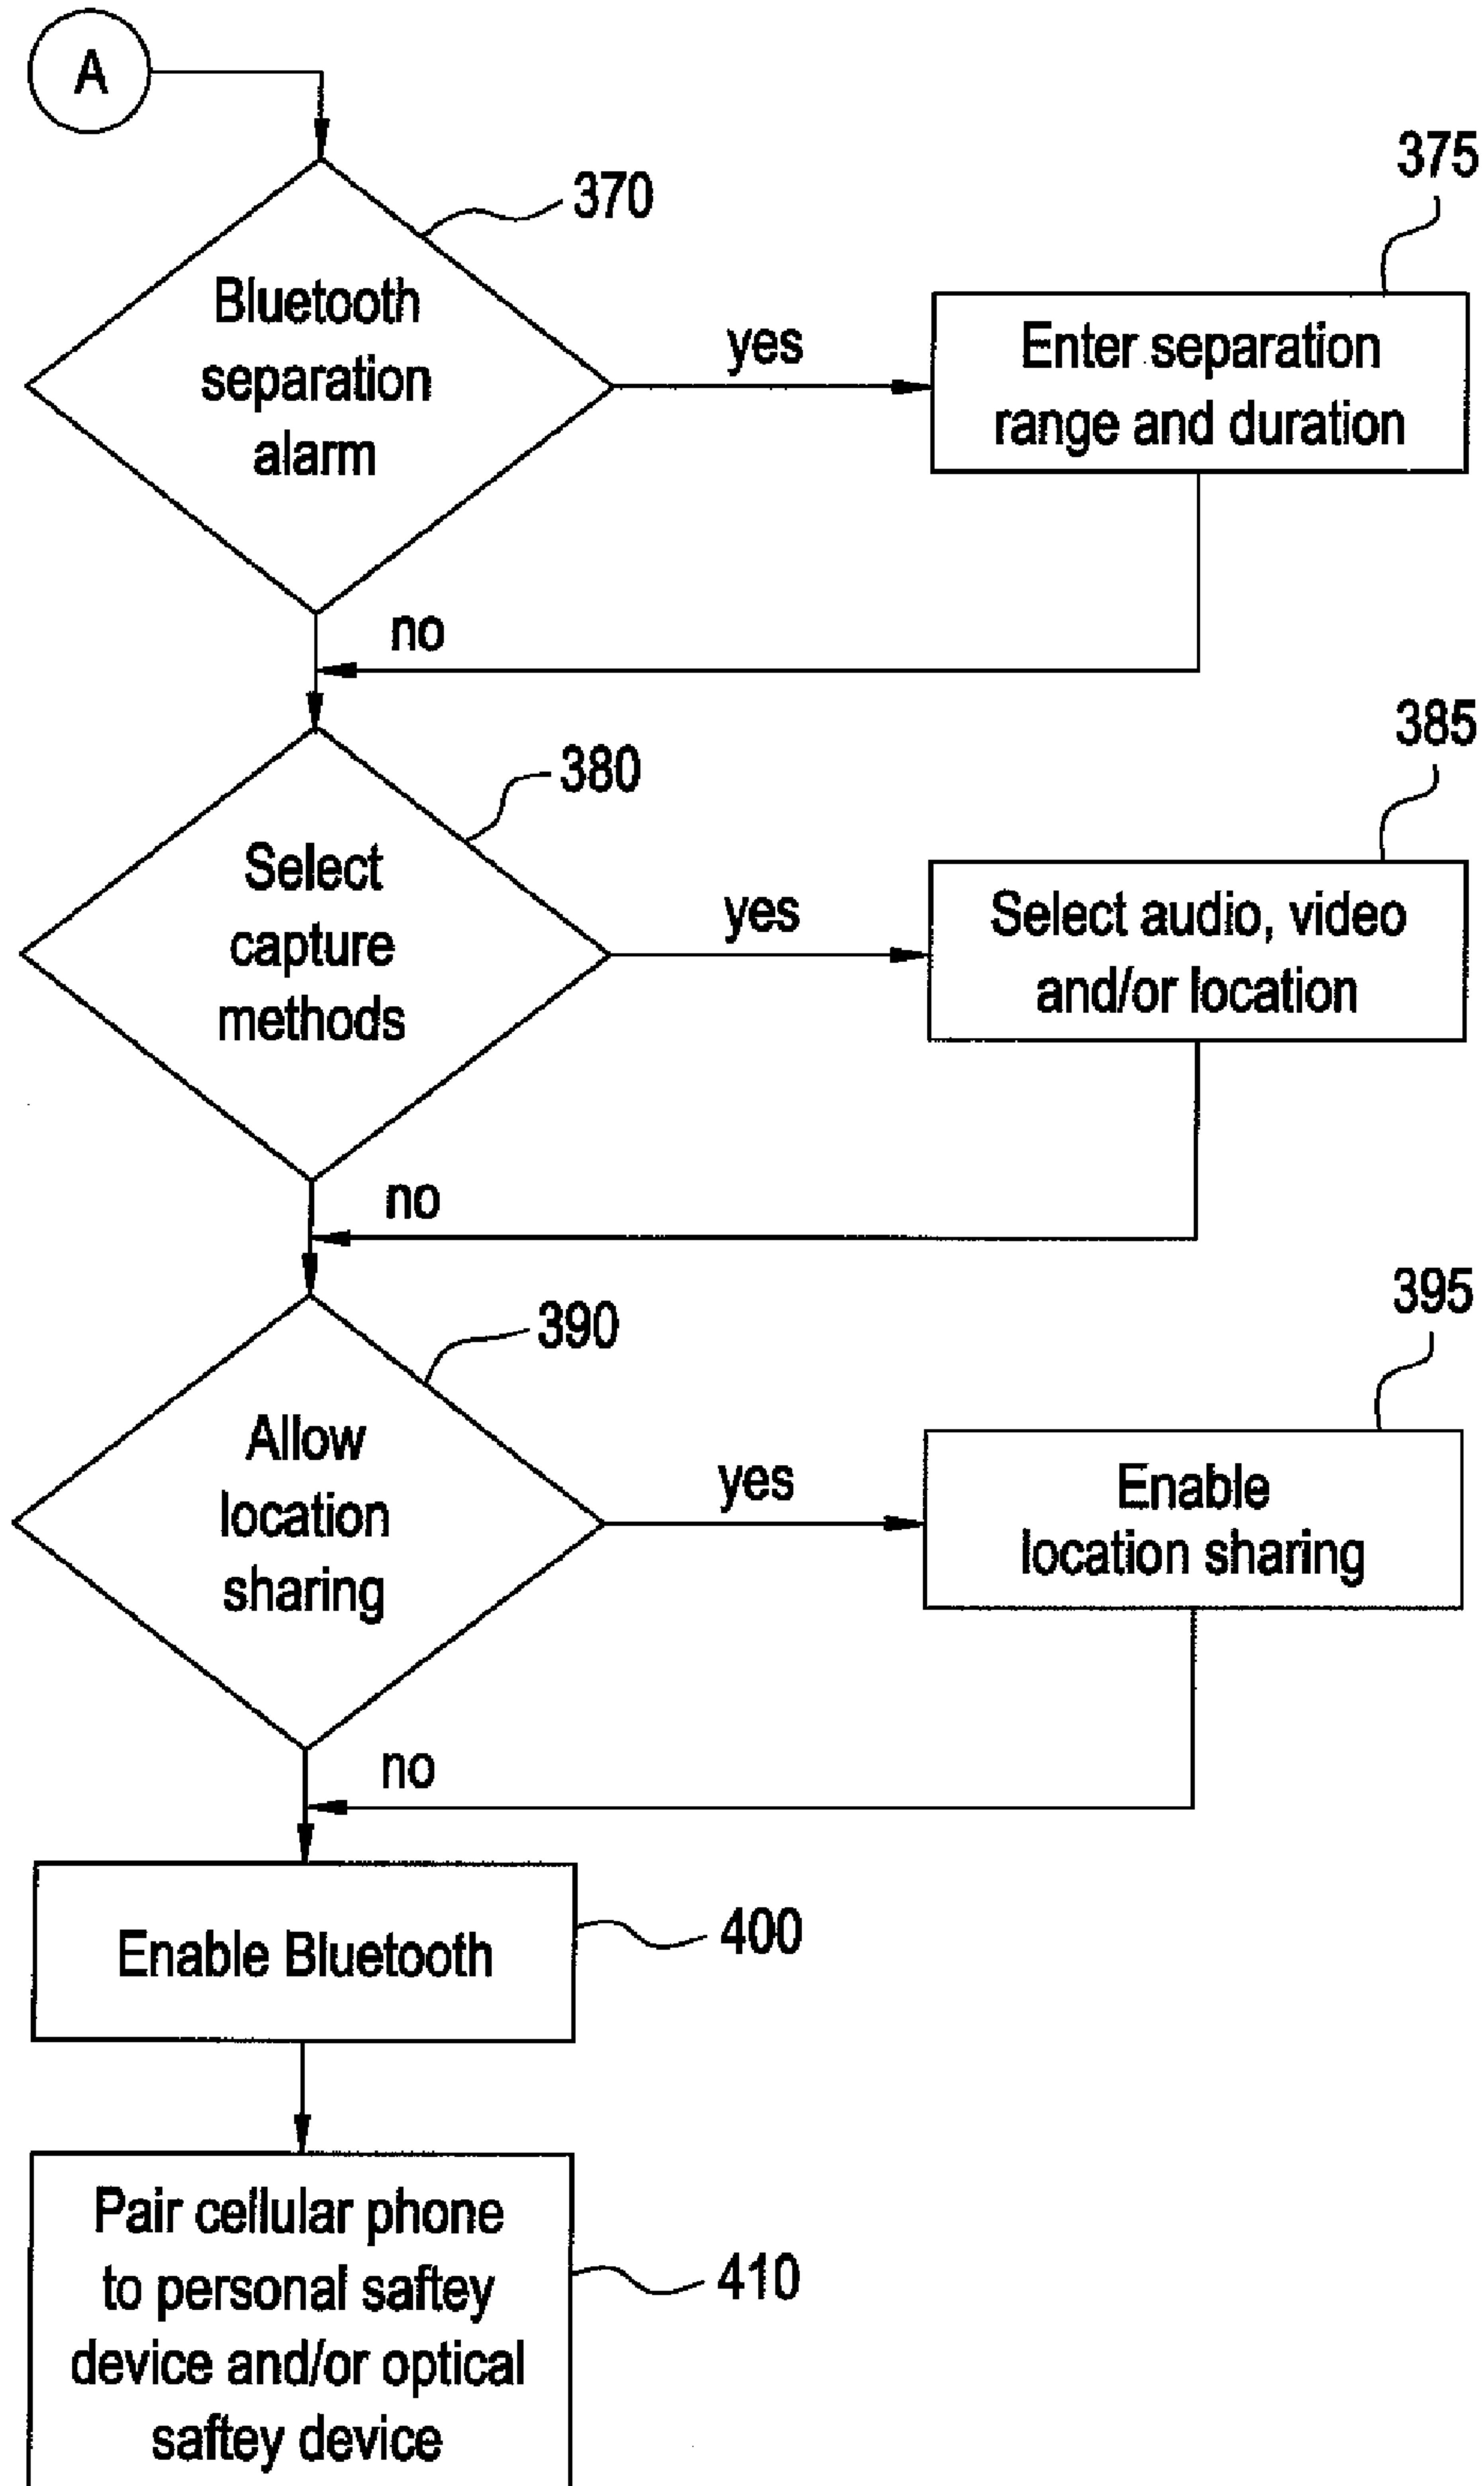 A
370
Bluetooth
separation
alarm
yes
375
Enter separation
range and duration
no
380
Select
capture
methods
yes
385
Select audio, video
and/or location
no
390
Allow
location
sharing
yes
395
Enable
location sharing
no
Enable Bluetooth
400
Pair cellular phone
to personal saftey
device and/or optical
saftey device
410